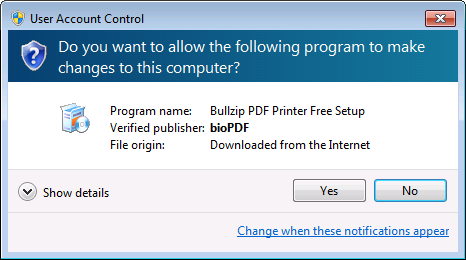 User Account Control
Do you want to allow the following program to make
changes to this computer?
Program name: Bullzip PDF Printer Free Setup
Verified publisher: bioPDF
File origin: Downloaded from the Internet
Show details
Yes
No
Change when these notifications appear